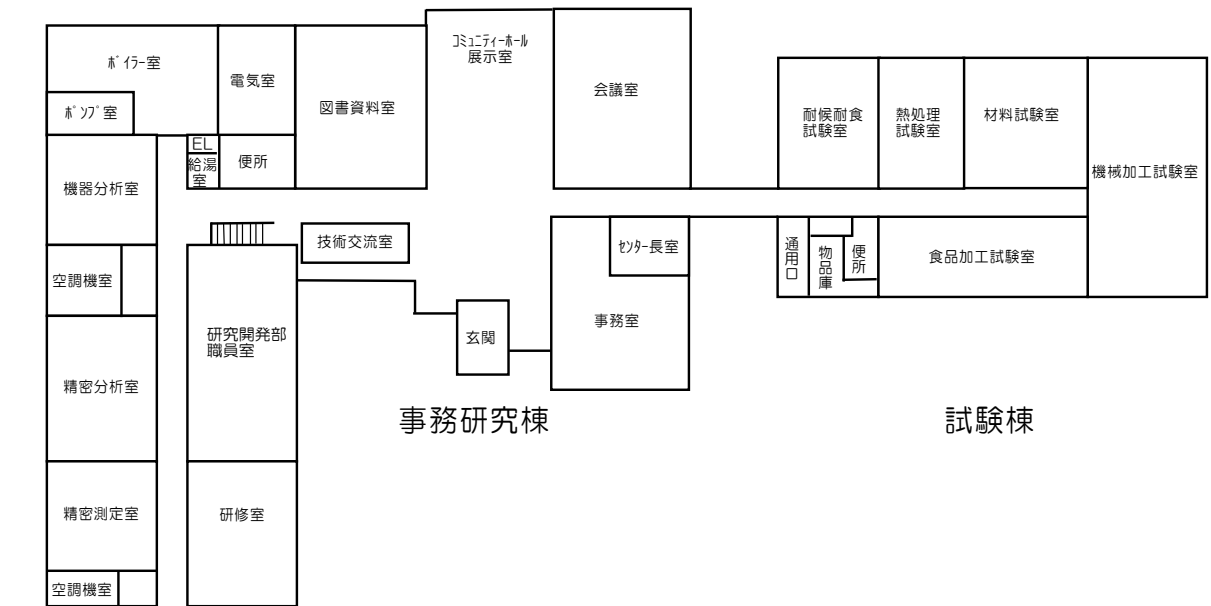 ﾎﾞｲﾗｰ室
ﾎﾟﾝﾌﾟ室
電気室
図書資料室
ｺﾐｭﾆﾃｨｰﾎｰﾙ
展示室
会議室
EL
給湯
室
便所
機器分析室
空調機室
精密分析室
精密測定室
空調機室
技術交流室
研究開発部
職員室
研修室
玄関
ｾﾝﾀｰ長室
事務室
事務研究棟
耐候耐食
試験室
熱処理
試験室
材料試験室
機械加工試験室
通用口
物品庫
便所
食品加工試験室
試験棟